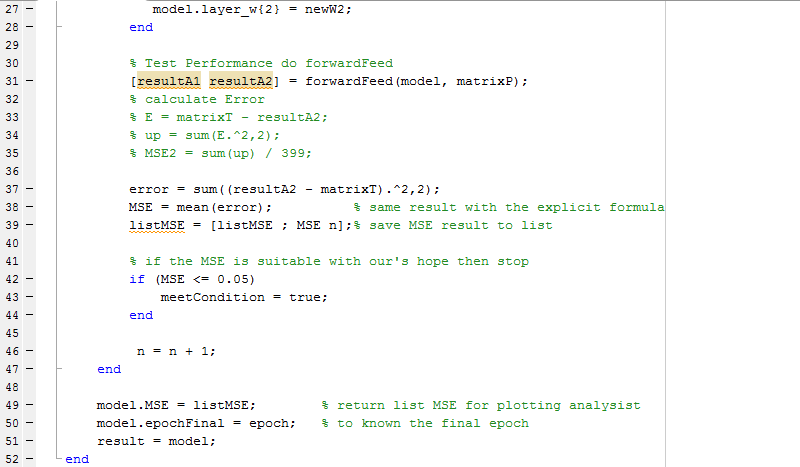 27 - model.layer_w{2} = newW2;
28 - end
29
30 % Test Performance do forwardFeed
31 - [resultA1 resultA2] = forwardFeed(model, matrixP);
32 % calculate Error
33 % E = matrixT - resultA2;
34 % up = sum(E.^2,2);
35 % MSE2 = sum(up) / 399;
36
37 - error = sum((resultA2 - matrixT).^2,2);
38 - MSE = mean(error); % same result with the explicit formula
39 - listMSE = [listMSE ; MSE n];% save MSE result to list
40
41 % if the MSE is suitable with our's hope then stop
42 - if (MSE <= 0.05)
43 - meetCondition = true;
44 - end
45
46 - n = n + 1;
47 - end
48
49 - model.MSE = listMSE; % return list MSE for plotting analysist
50 - model.epochFinal = epoch; % to known the final epoch
51 - result = model;
52 - end